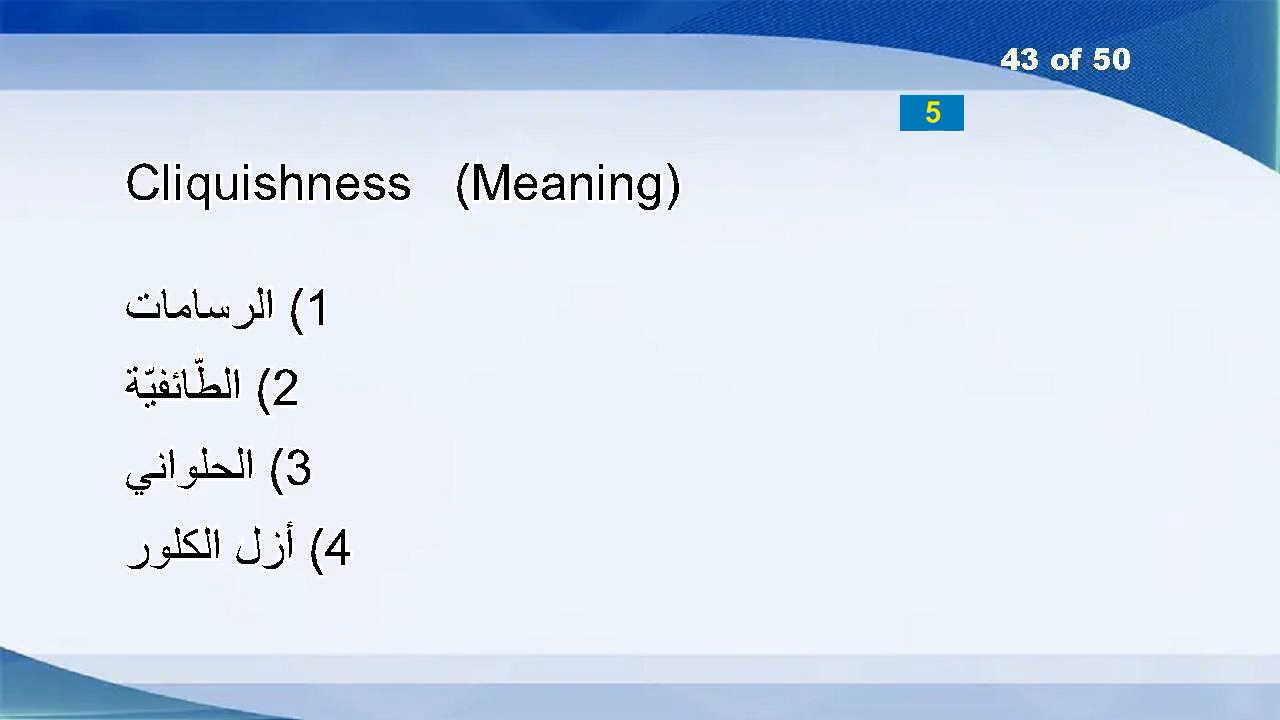 43 of 50
5
Cliquishness (Meaning)
1) الرسامات
2) الطّائفيّة
3) الحلواني
4) أزل الكلور